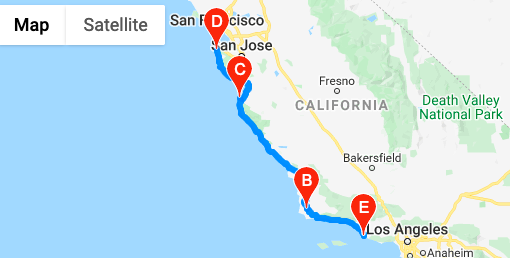 Map Satellite
San Francisco
D
San Jose
C
Fresno
CALIFORNIA
Death Valley
National Park
Bakersfield
B
E
Los Angeles
Anaheim